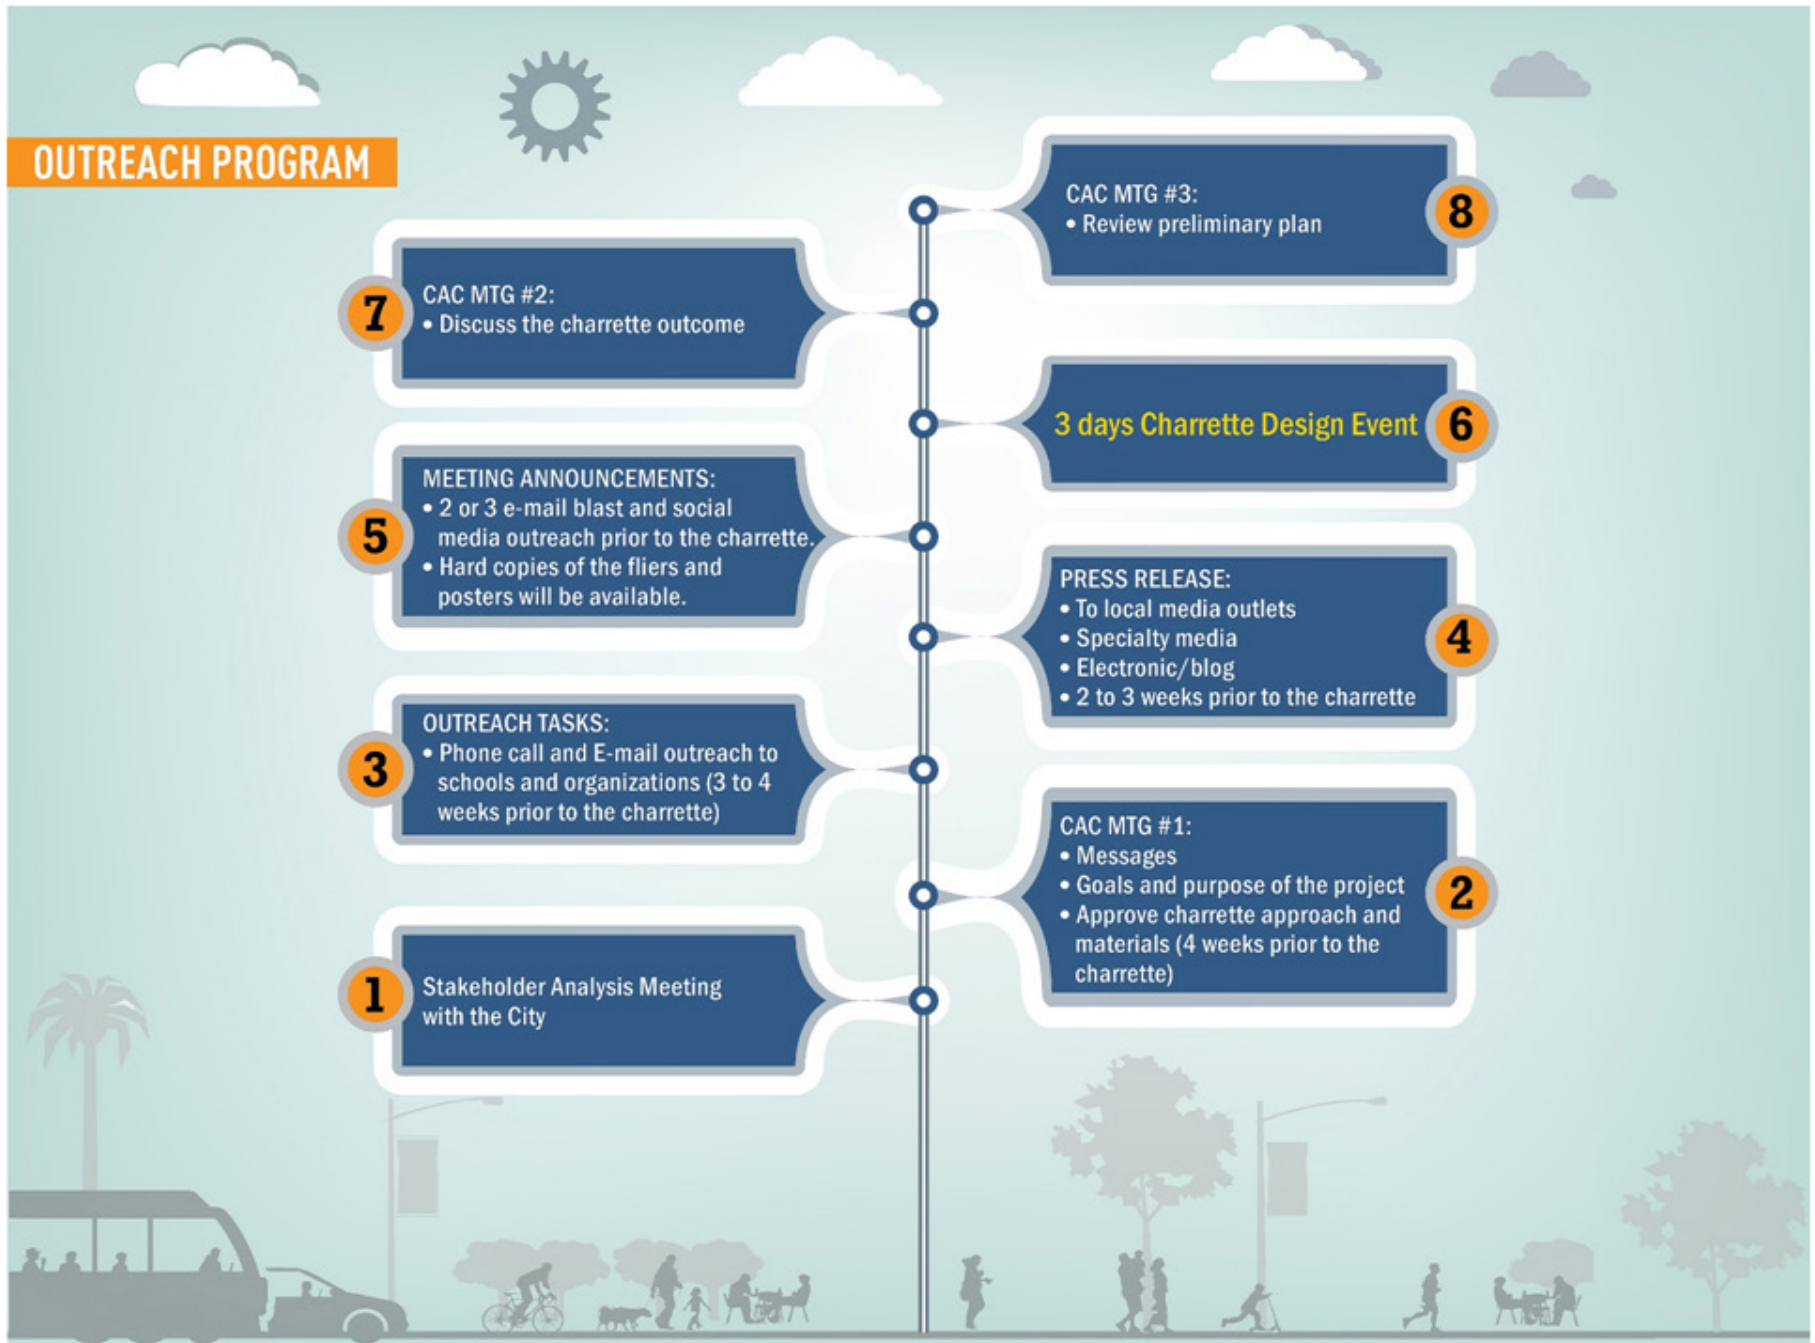 OUTREACH PROGRAM
8
CAC MTG #3:
• Review preliminary plan
7
CAC MTG #2:
• Discuss the charrette outcome
6
3 days Charrette Design Event
5
MEETING ANNOUNCEMENTS:
• 2 or 3 e-mail blast and social
media outreach prior to the charrette.
• Hard copies of the fliers and
posters will be available.
4
PRESS RELEASE:
• To local media outlets
• Specialty media
• Electronic/blog
• 2 to 3 weeks prior to the charrette
3
OUTREACH TASKS:
• Phone call and E-mail outreach to
schools and organizations (3 to 4
weeks prior to the charrette)
2
CAC MTG #1:
• Messages
• Goals and purpose of the project
• Approve charrette approach and
materials (4 weeks prior to the
charrette)
1
Stakeholder Analysis Meeting
with the City